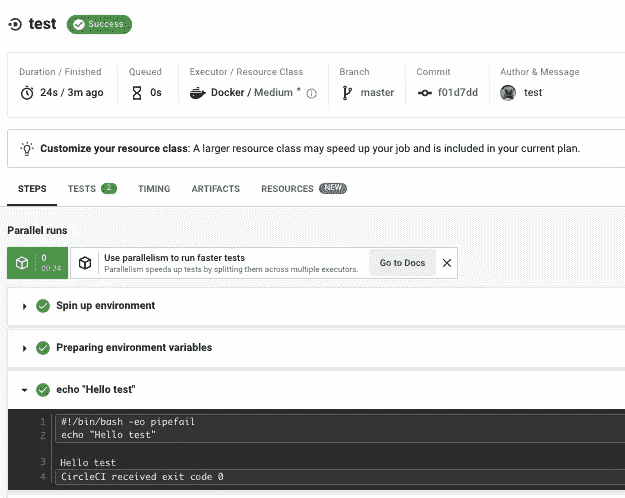 test Success
Duration / Finished Queued Executor / Resource Class Branch Commit Author & Message
24s / 3m ago 0s Docker / Medium * master f01d7dd test
Customize your resource class: A larger resource class may speed up your job and is included in your current plan.
STEPS TESTS 2 TIMING ARTIFACTS RESOURCES NEW
Parallel runs
0
00:24
Use parallelism to run faster tests
Parallelism speeds up tests by splitting them across multiple executors.
Go to Docs
Spin up environment
Preparing environment variables
echo "Hello test"
1 #!/bin/bash -eo pipefail
2 echo "Hello test"
3 Hello test
4 CircleCI received exit code 0